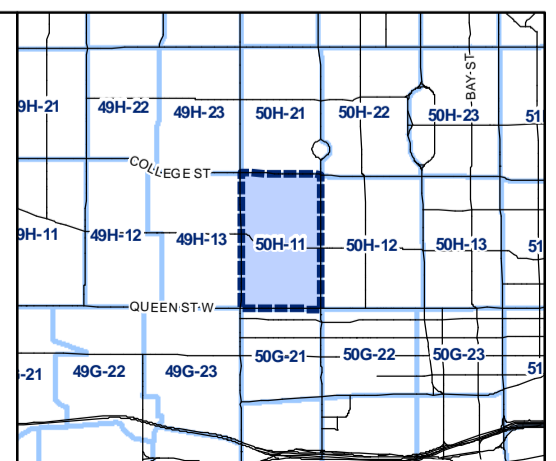 BAY ST
9H-21 49H-22 49H-23 50H-21 50H-22 50H-23 51
COLLEGE ST
9H-11 49H-12 49H-13 50H-11 50H-12 50H-13 51
QUEEN ST W
-21 49G-22 49G-23 50G-21 50G-22 50G-23 51